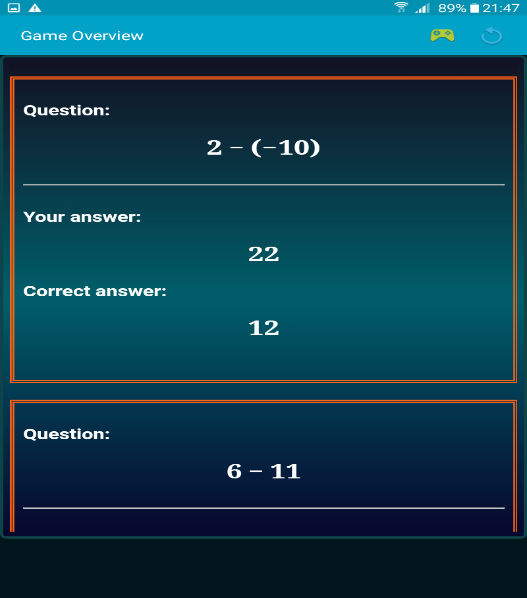 89% 21:47
Game Overview
Question:
2 − (−10)
Your answer:
22
Correct answer:
12
Question:
6 − 11